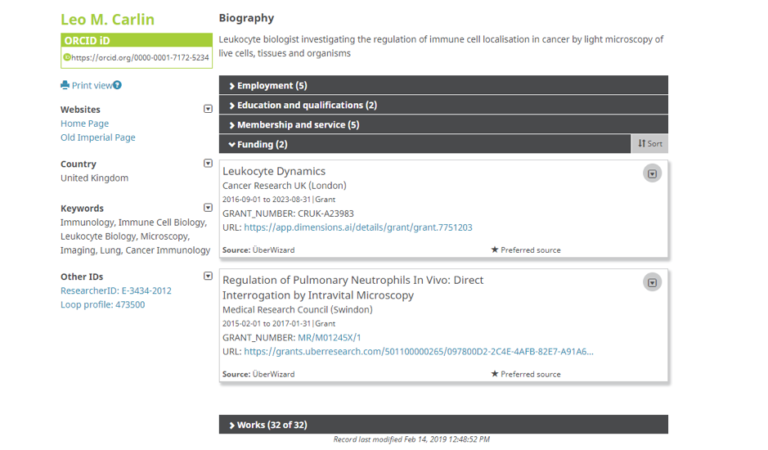 Leo M. Carlin
ORCID iD
https://orcid.org/0000-0001-7172-5234
Print view
Websites
Home Page
Old Imperial Page
Country
United Kingdom
Keywords
Immunology, Immune Cell Biology,
Leukocyte Biology, Microscopy,
Imaging, Lung, Cancer Immunology
Other IDs
ResearcherID: E-3434-2012
Loop profile: 473500
Biography
Leukocyte biologist investigating the regulation of immune cell localisation in cancer by light microscopy of
live cells, tissues and organisms
Employment (5)
Education and qualifications (2)
Membership and service (5)
Funding (2)
Sort
Leukocyte Dynamics
Cancer Research UK (London)
2016-09-01 to 2023-08-31|Grant
GRANT_NUMBER: CRUK-A23983
URL: https://app.dimensions.ai/details/grant/grant.7751203
Source: ÜberWizard
Preferred source
Regulation of Pulmonary Neutrophils In Vivo: Direct
Interrogation by Intravital Microscopy
Medical Research Council (Swindon)
2015-02-01 to 2017-01-31|Grant
GRANT_NUMBER: MR/M01245X/1
URL: https://grants.uberresearch.com/501100000265/097800D2-2C4E-4AFB-82E7-A91A6...
Source: ÜberWizard
Preferred source
Works (32 of 32)
Record last modified Feb 14, 2019 12:48:52 PM